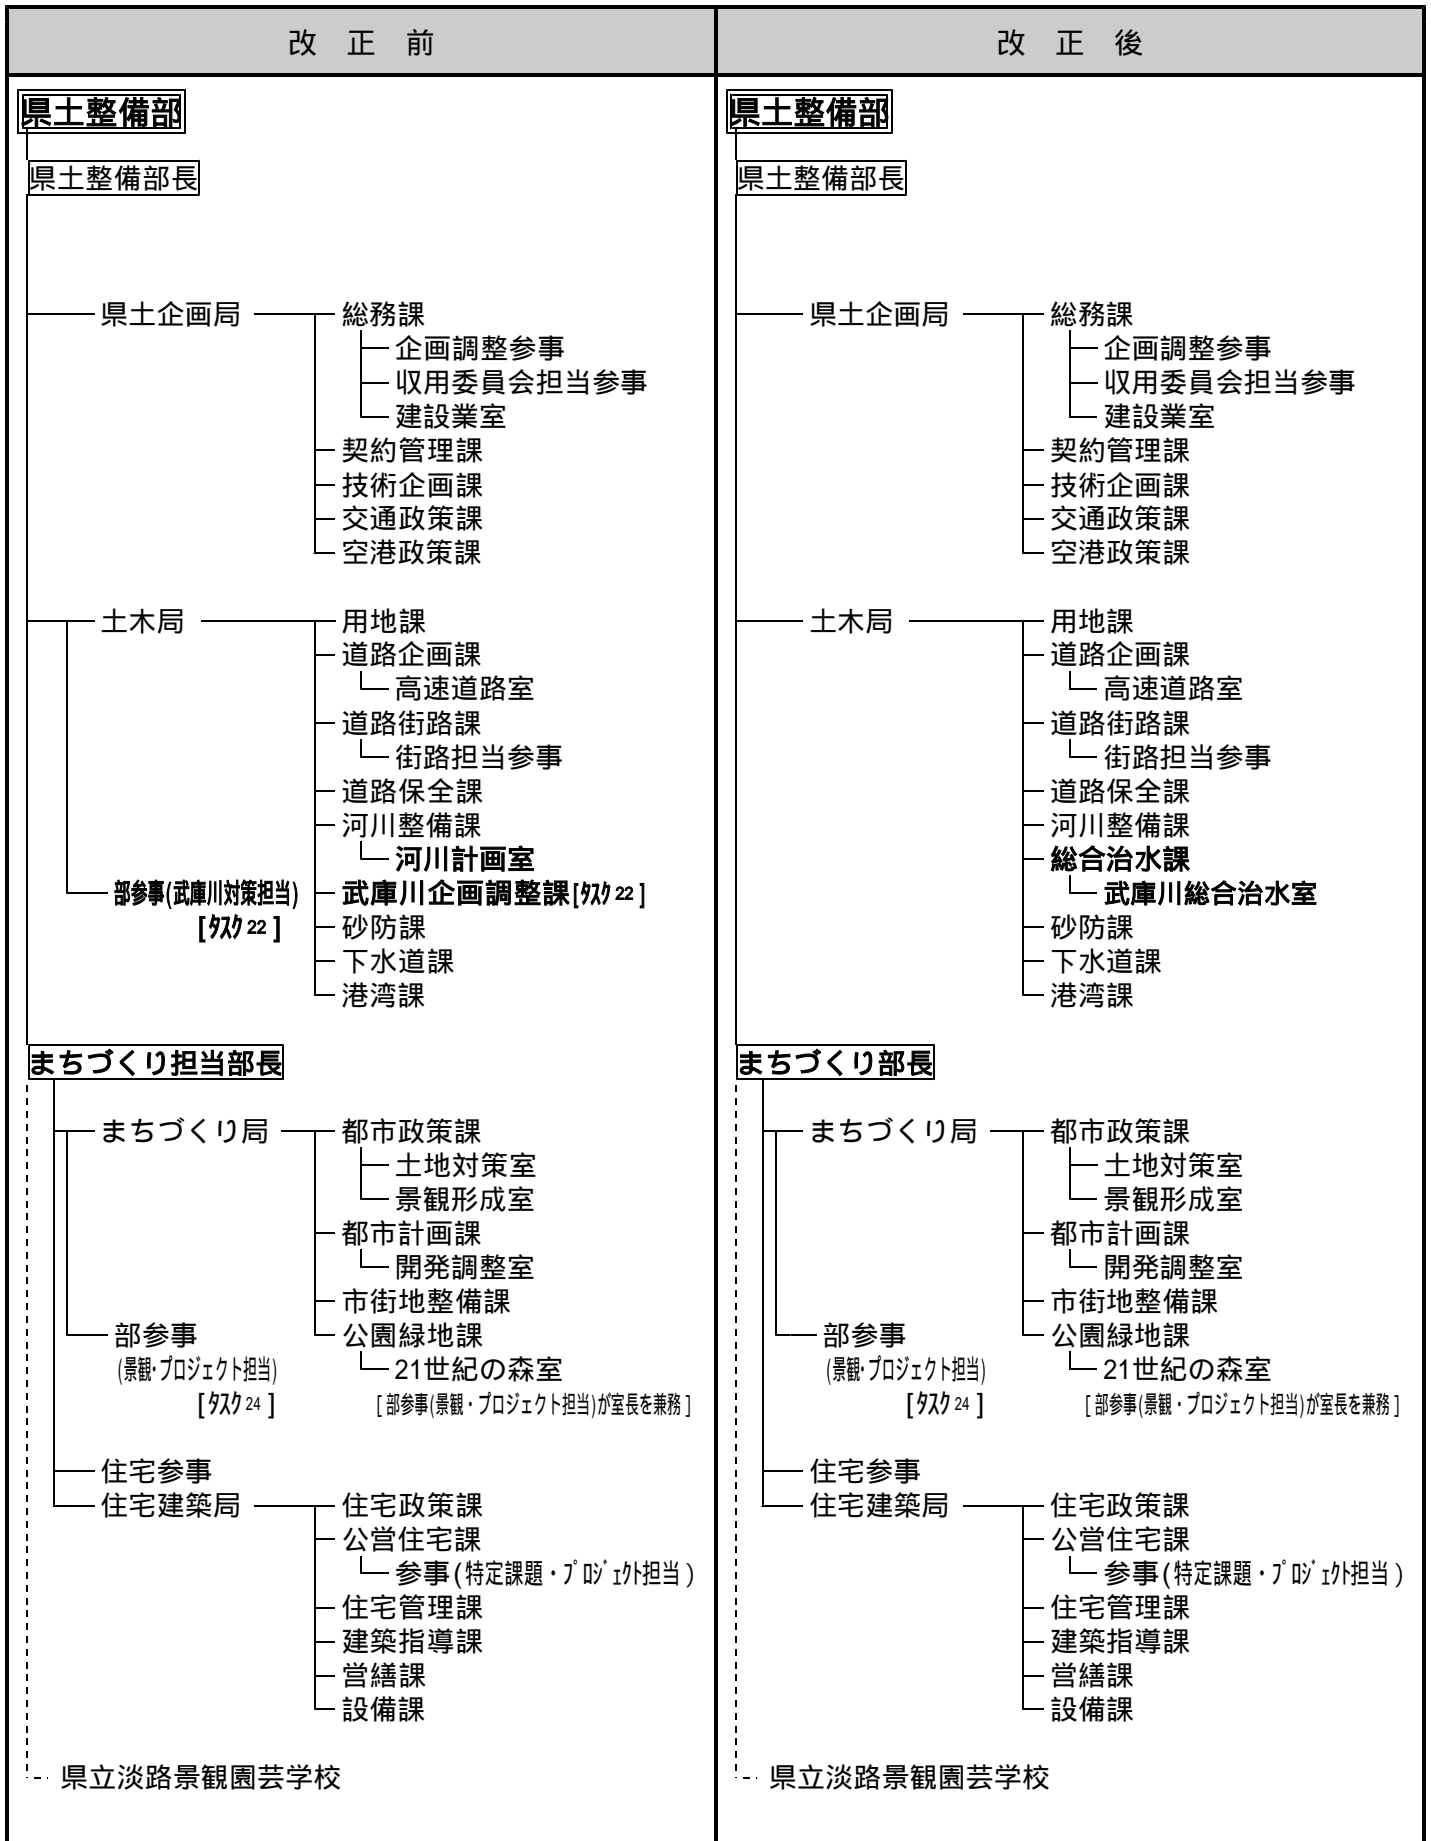 改 正 前
県土整備部
県土整備部長
県土企画局 総務課
企画調整参事
収用委員会担当参事
建設業室
契約管理課
技術企画課
交通政策課
空港政策課
土木局 用地課
道路企画課
高速道路室
道路街路課
街路担当参事
道路保全課
河川整備課
河川計画室
部参事(武庫川対策担当) 武庫川企画調整課[ﾀｽｸ22]
[ﾀｽｸ22] 砂防課
下水道課
港湾課
まちづくり担当部長
まちづくり局 都市政策課
土地対策室
景観形成室
都市計画課
開発調整室
市街地整備課
部参事 公園緑地課
(景観・プロジェクト担当) 21世紀の森室
[ﾀｽｸ24] [部参事(景観・プロジェクト担当)が室長を兼務]
住宅参事
住宅建築局 住宅政策課
公営住宅課
参事(特定課題・ﾌﾟﾛｼﾞｪｸﾄ担当)
住宅管理課
建築指導課
営繕課
設備課
県立淡路景観園芸学校
改 正 後
県土整備部
県土整備部長
県土企画局 総務課
企画調整参事
収用委員会担当参事
建設業室
契約管理課
技術企画課
交通政策課
空港政策課
土木局 用地課
道路企画課
高速道路室
道路街路課
街路担当参事
道路保全課
河川整備課
総合治水課
武庫川総合治水室
砂防課
下水道課
港湾課
まちづくり部長
まちづくり局 都市政策課
土地対策室
景観形成室
都市計画課
開発調整室
市街地整備課
部参事 公園緑地課
(景観・プロジェクト担当) 21世紀の森室
[ﾀｽｸ24] [部参事(景観・プロジェクト担当)が室長を兼務]
住宅参事
住宅建築局 住宅政策課
公営住宅課
参事(特定課題・ﾌﾟﾛｼﾞｪｸﾄ担当)
住宅管理課
建築指導課
営繕課
設備課
県立淡路景観園芸学校